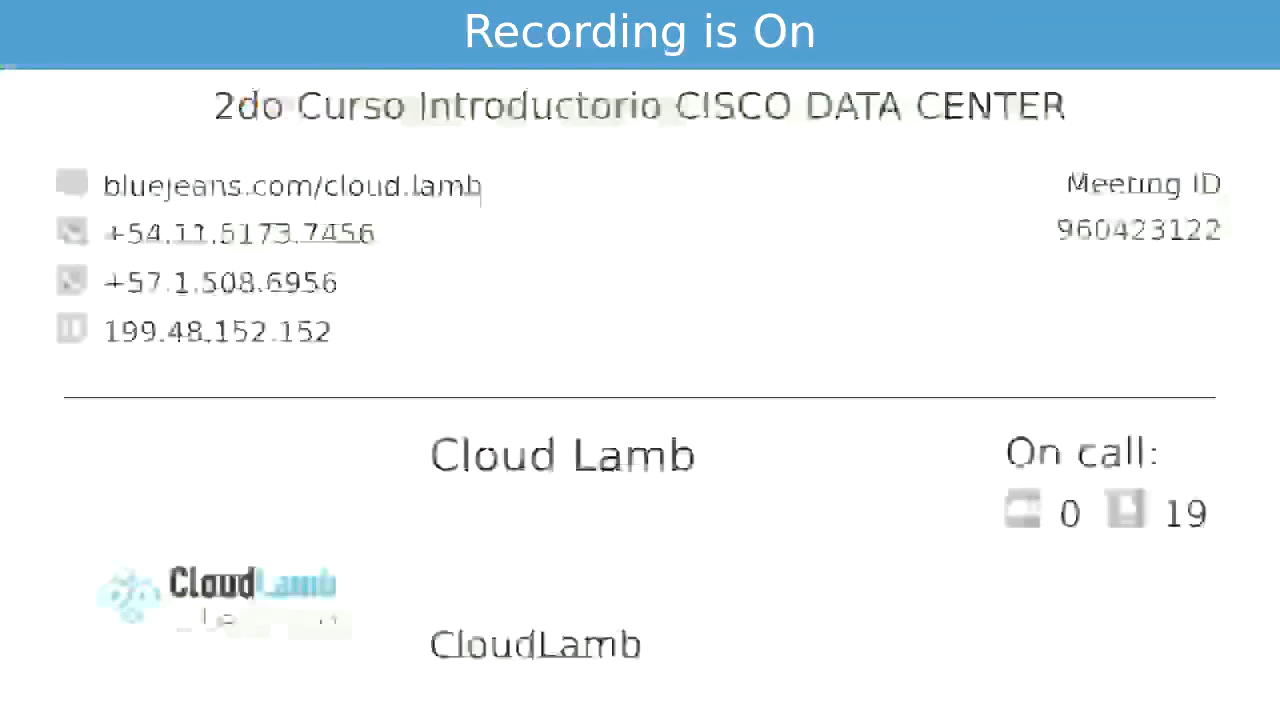 Recording is On
2do Curso Introductorio CISCO DATA CENTER
bluejeans.com/cloud.lamb
Meeting ID
+54.11.5173.7456
960423122
+57.1.508.6956
199.48.152.152
Cloud Lamb
On call:
0 19
CloudLamb
CloudLamb